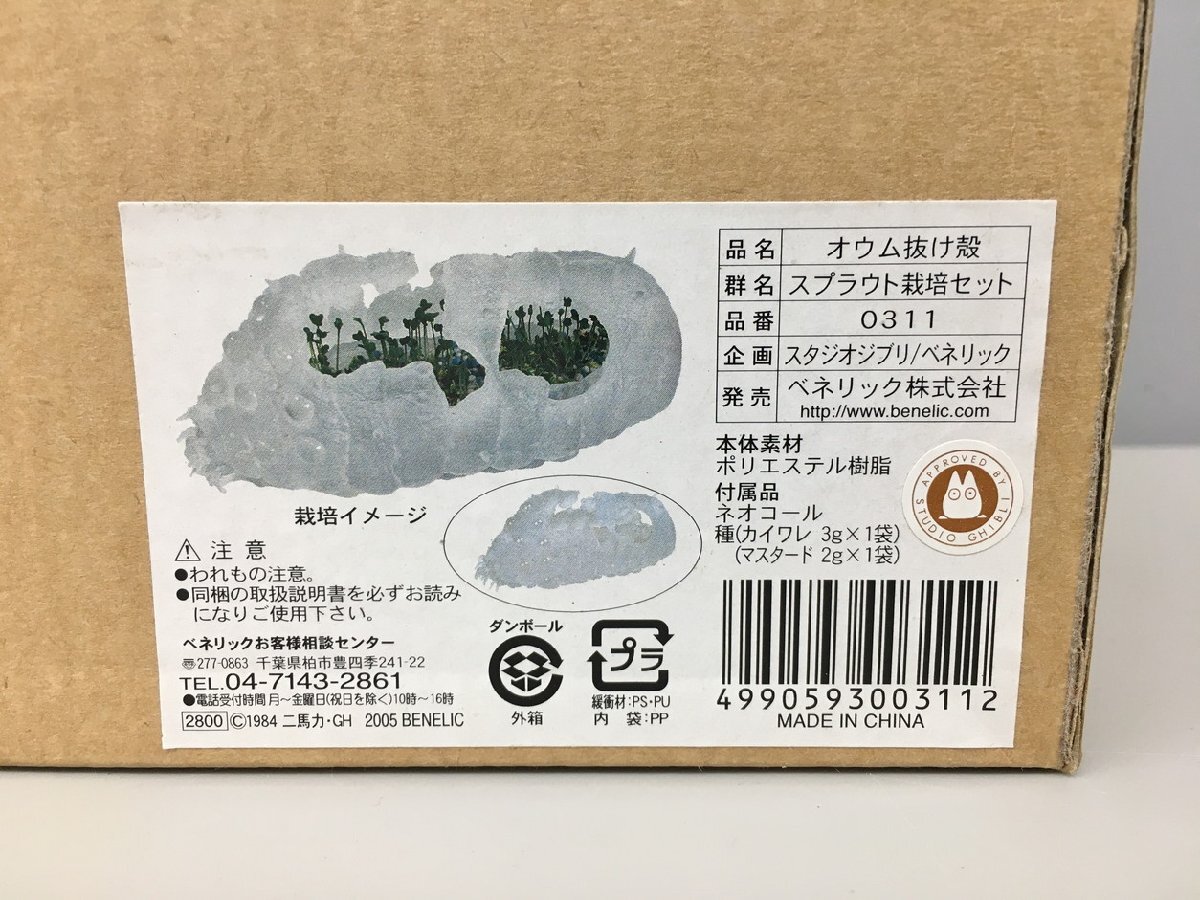 品名 オウム抜け殻
群名 スプラウト栽培セット
品番 0311
企画 スタジオジブリ/ベネリック
発売 ベネリック株式会社
http://www.benelic.com
本体素材
ポリエステル樹脂
付属品
ネオコール
種(カイワレ 3g×1袋)
(マスタード 2g×1袋)
APPROVED BY STUDIO GHIBLI
栽培イメージ
⚠ 注意
●われもの注意。
●同梱の取扱説明書を必ずお読み
になりご使用下さい。
ベネリックお客様相談センター
〠277-0863 千葉県柏市豊四季241-22
TEL.04-7143-2861
●電話受付時間 月～金曜日(祝日を除く)10時～16時
2800 ©1984 二馬力・GH 2005 BENELIC
ダンボール
外箱
プラ
緩衝材:PS・PU
内袋:PP
4990593003112
MADE IN CHINA